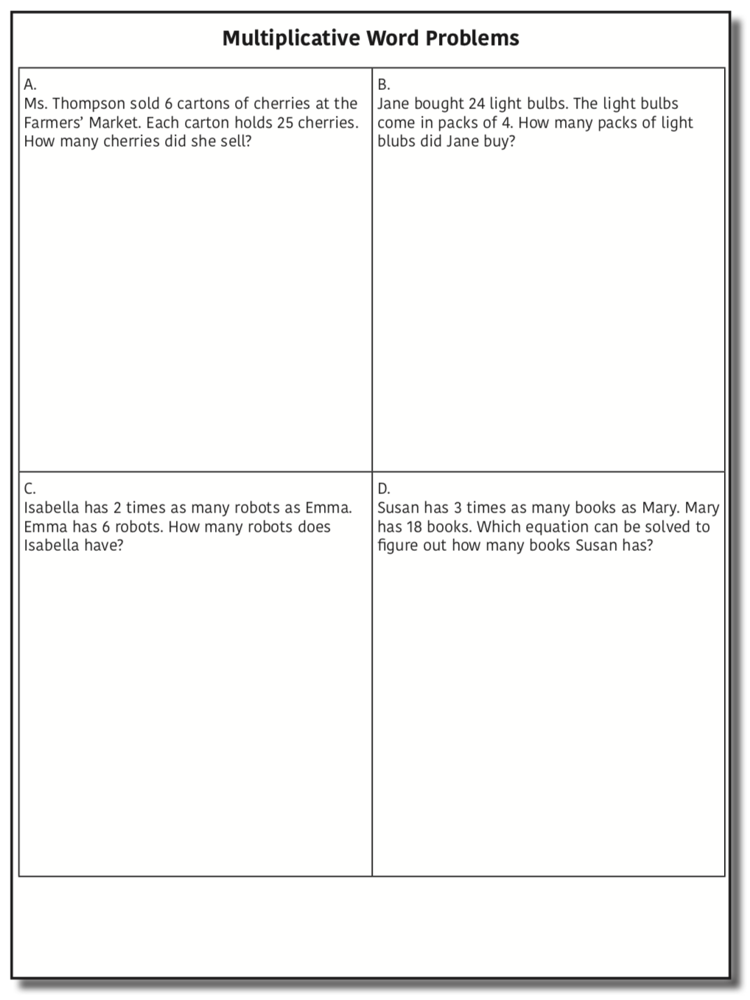 Multiplicative Word Problems
A.
Ms. Thompson sold 6 cartons of cherries at the
Farmers’ Market. Each carton holds 25 cherries.
How many cherries did she sell?
B.
Jane bought 24 light bulbs. The light bulbs
come in packs of 4. How many packs of light
blubs did Jane buy?
C.
Isabella has 2 times as many robots as Emma.
Emma has 6 robots. How many robots does
Isabella have?
D.
Susan has 3 times as many books as Mary. Mary
has 18 books. Which equation can be solved to
figure out how many books Susan has?